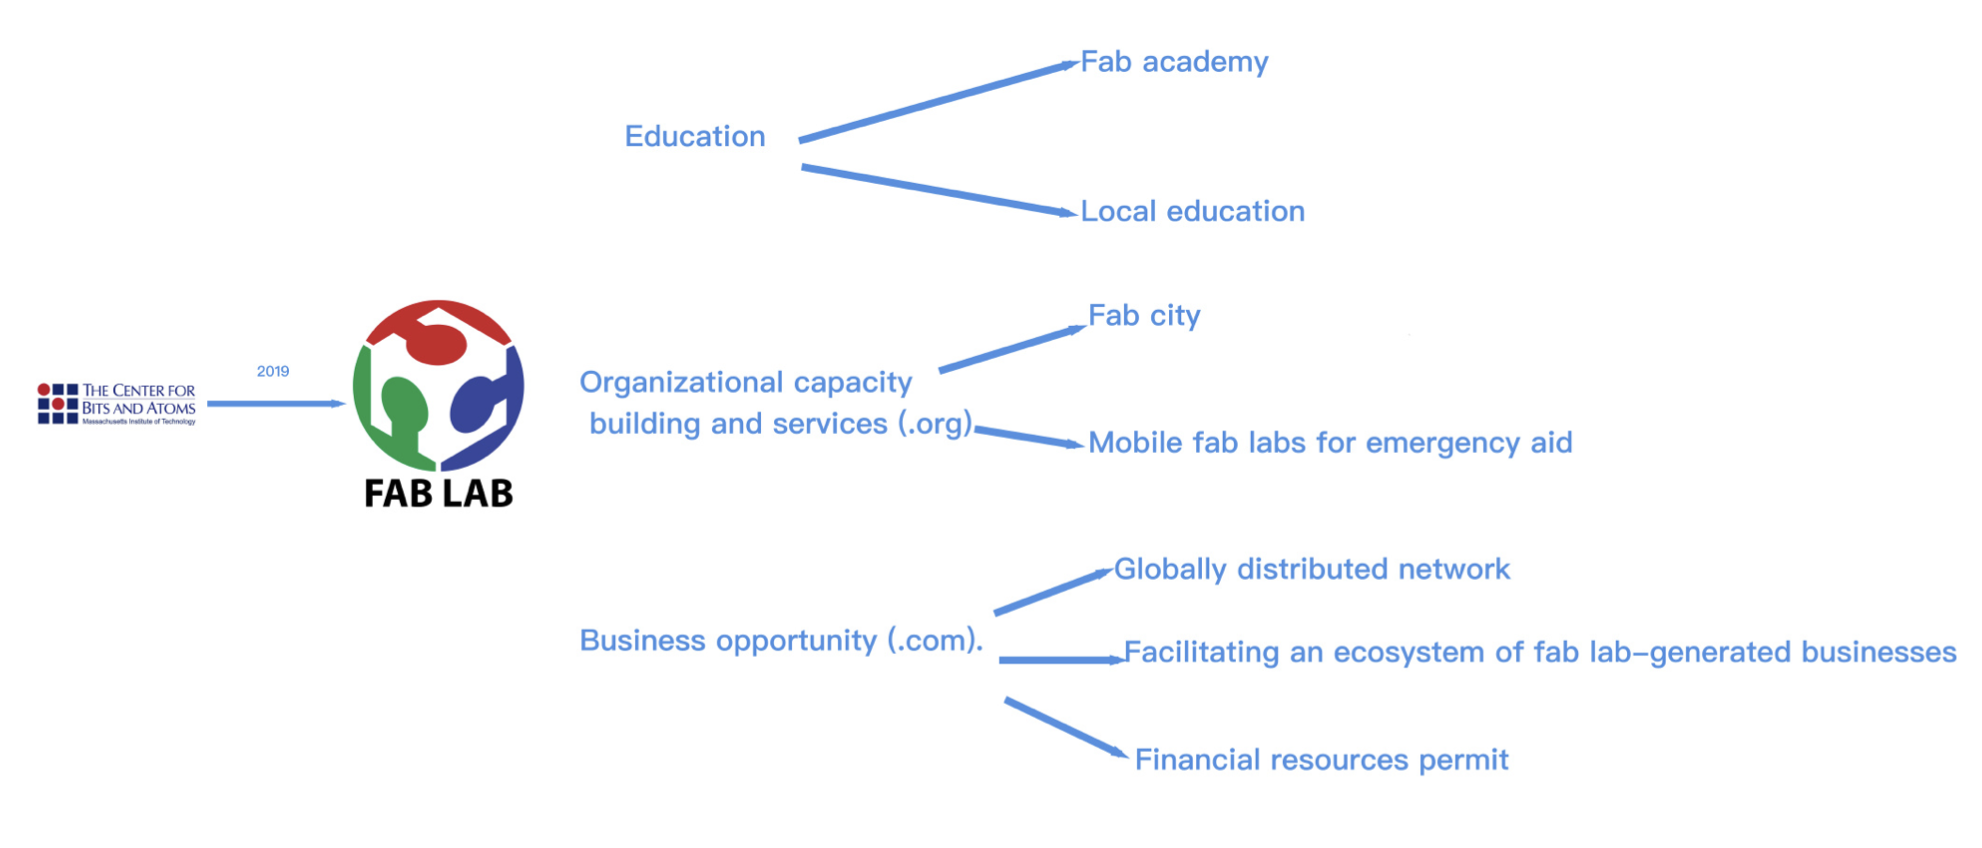 Fab academy
Education
Local education
Fab city
2019
THE CENTER FOR
BITS AND ATOMS
Massachusetts Institute of Technology
FAB LAB
Organizational capacity
building and services (.org)
Mobile fab labs for emergency aid
Globally distributed network
Business opportunity (.com).
Facilitating an ecosystem of fab lab-generated businesses
Financial resources permit